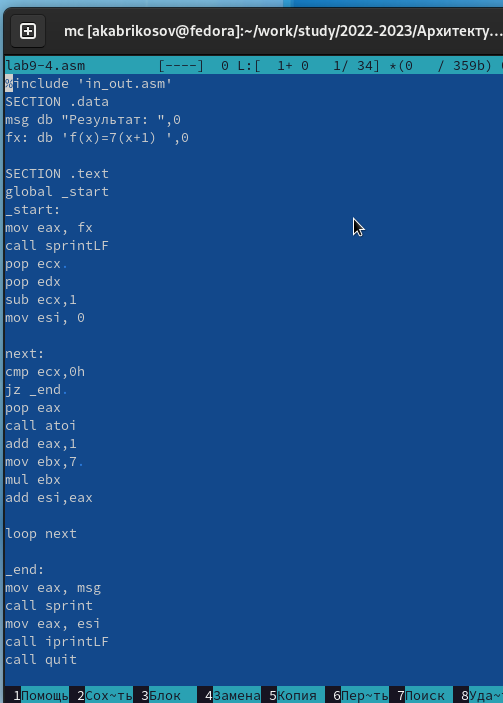 mc [akabrikosov@fedora]:~/work/study/2022-2023/Архитекту...
lab9-4.asm [----] 0 L:[ 1+ 0 1/ 34] *(0 / 359b)
%include 'in_out.asm'
SECTION .data
msg db "Результат: ",0
fx: db 'f(x)=7(x+1) ',0
SECTION .text
global _start
_start:
mov eax, fx
call sprintLF
pop ecx
pop edx
sub ecx,1
mov esi, 0
next:
cmp ecx,0h
jz _end
pop eax
call atoi
add eax,1
mov ebx,7
mul ebx
add esi,eax
loop next
_end:
mov eax, msg
call sprint
mov eax, esi
call iprintLF
call quit
1Помощь 2Сох~ть 3Блок 4Замена 5Копия 6Пер~ть 7Поиск 8Уда~